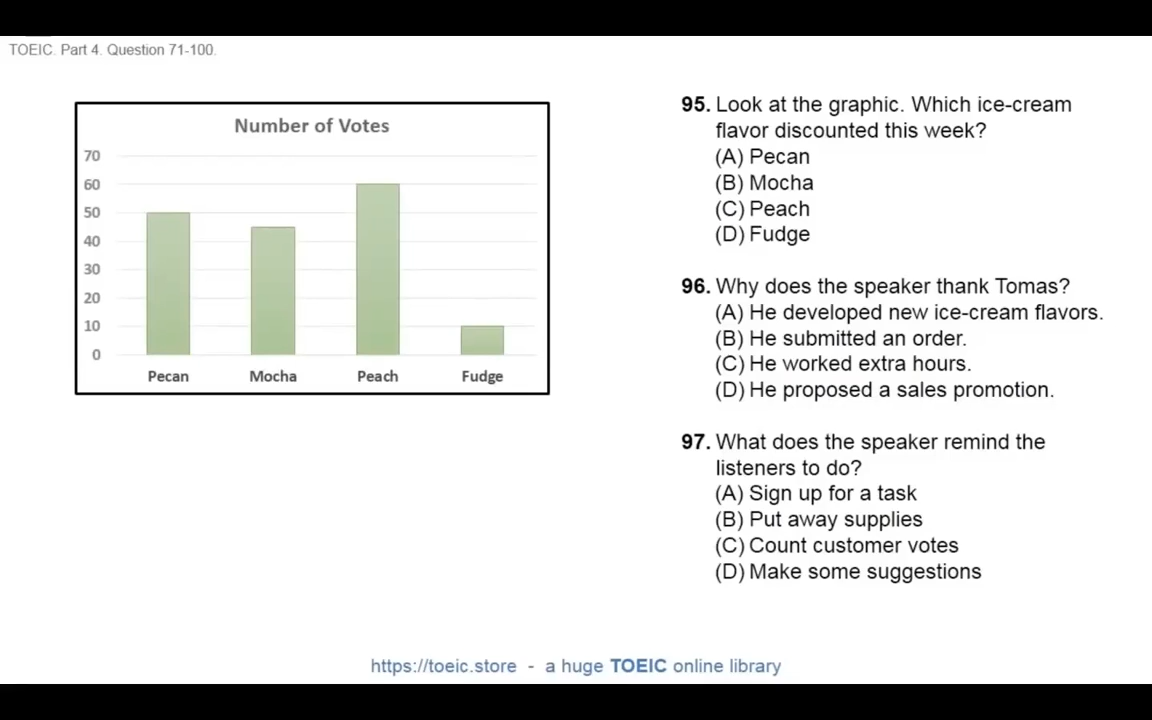 TOEIC. Part 4. Question 71-100.
Number of Votes
70
60
50
40
30
20
10
0
Pecan Mocha Peach Fudge
95. Look at the graphic. Which ice-cream
flavor discounted this week?
(A) Pecan
(B) Mocha
(C) Peach
(D) Fudge
96. Why does the speaker thank Tomas?
(A) He developed new ice-cream flavors.
(B) He submitted an order.
(C) He worked extra hours.
(D) He proposed a sales promotion.
97. What does the speaker remind the
listeners to do?
(A) Sign up for a task
(B) Put away supplies
(C) Count customer votes
(D) Make some suggestions
https://toeic.store - a huge TOEIC online library